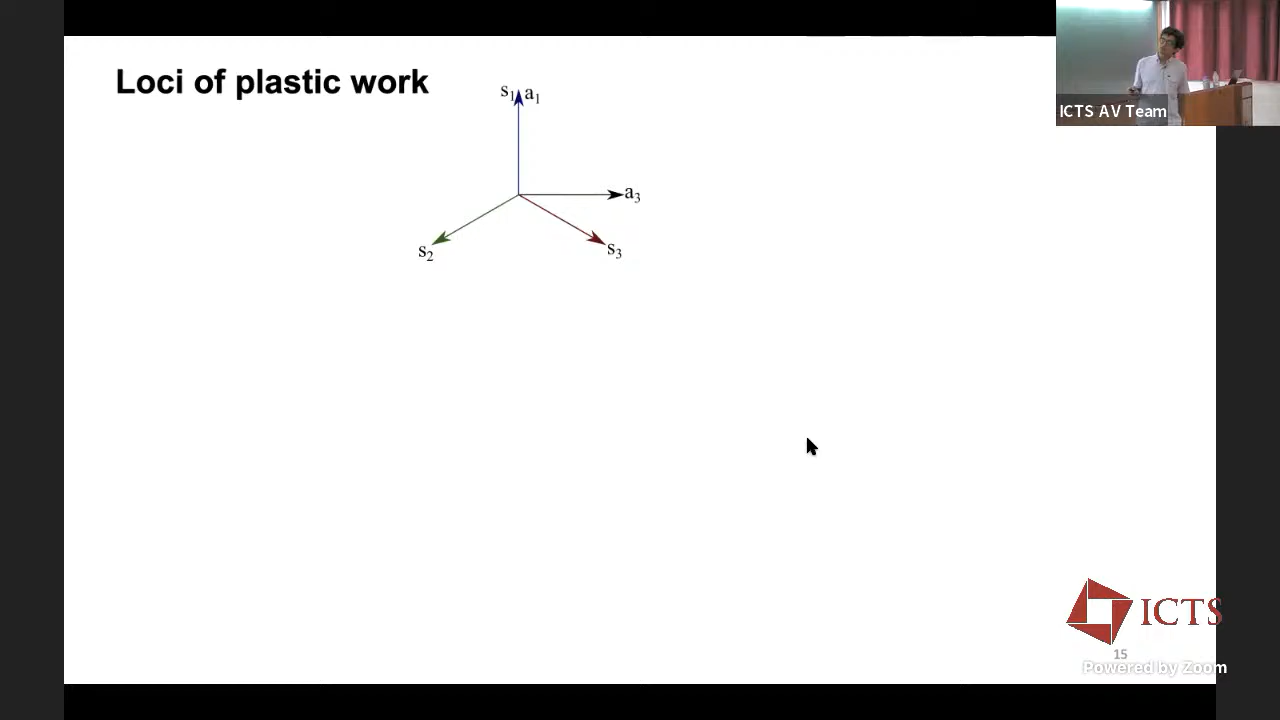 Loci of plastic work
s1 a1
a3
s2
s3
ICTS AV Team
ICTS
15
Powered by Zoom